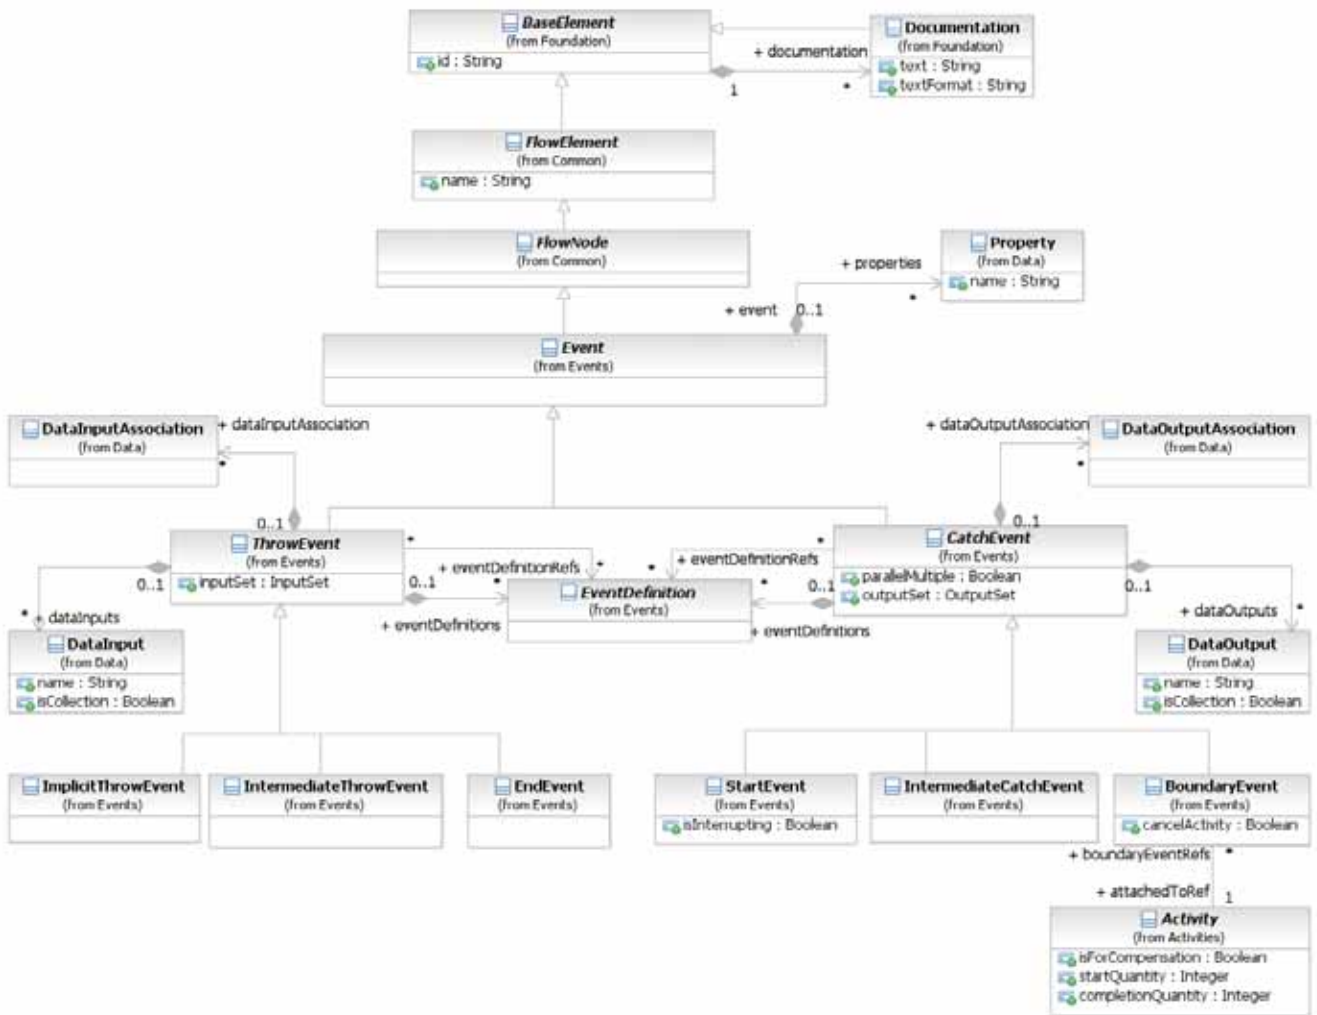 BaseElement
(from Foundation)
id : String
Documentation
(from Foundation)
text : String
textFormat : String
+ documentation
1
*
FlowElement
(from Common)
name : String
FlowNode
(from Common)
Property
(from Data)
name : String
+ properties
*
+ event
0..1
Event
(from Events)
DataInputAssociation
(from Data)
+ dataInputAssociation
*
0..1
+ dataOutputAssociation
*
0..1
DataOutputAssociation
(from Data)
ThrowEvent
(from Events)
inputSet : InputSet
0..1
*
+ dataInputs
*
+ eventDefinitionRefs
*
0..1
*
+ eventDefinitions
EventDefinition
(from Events)
*
+ eventDefinitionRefs
*
*
0..1
+ eventDefinitions
CatchEvent
(from Events)
parallelMultiple : Boolean
outputSet : OutputSet
0..1
+ dataOutputs
*
DataInput
(from Data)
name : String
isCollection : Boolean
DataOutput
(from Data)
name : String
isCollection : Boolean
ImplicitThrowEvent
(from Events)
IntermediateThrowEvent
(from Events)
EndEvent
(from Events)
StartEvent
(from Events)
isInterrupting : Boolean
IntermediateCatchEvent
(from Events)
BoundaryEvent
(from Events)
cancelActivity : Boolean
+ boundaryEventRefs
*
+ attachedToRef
1
Activity
(from Activities)
isForCompensation : Boolean
startQuantity : Integer
completionQuantity : Integer